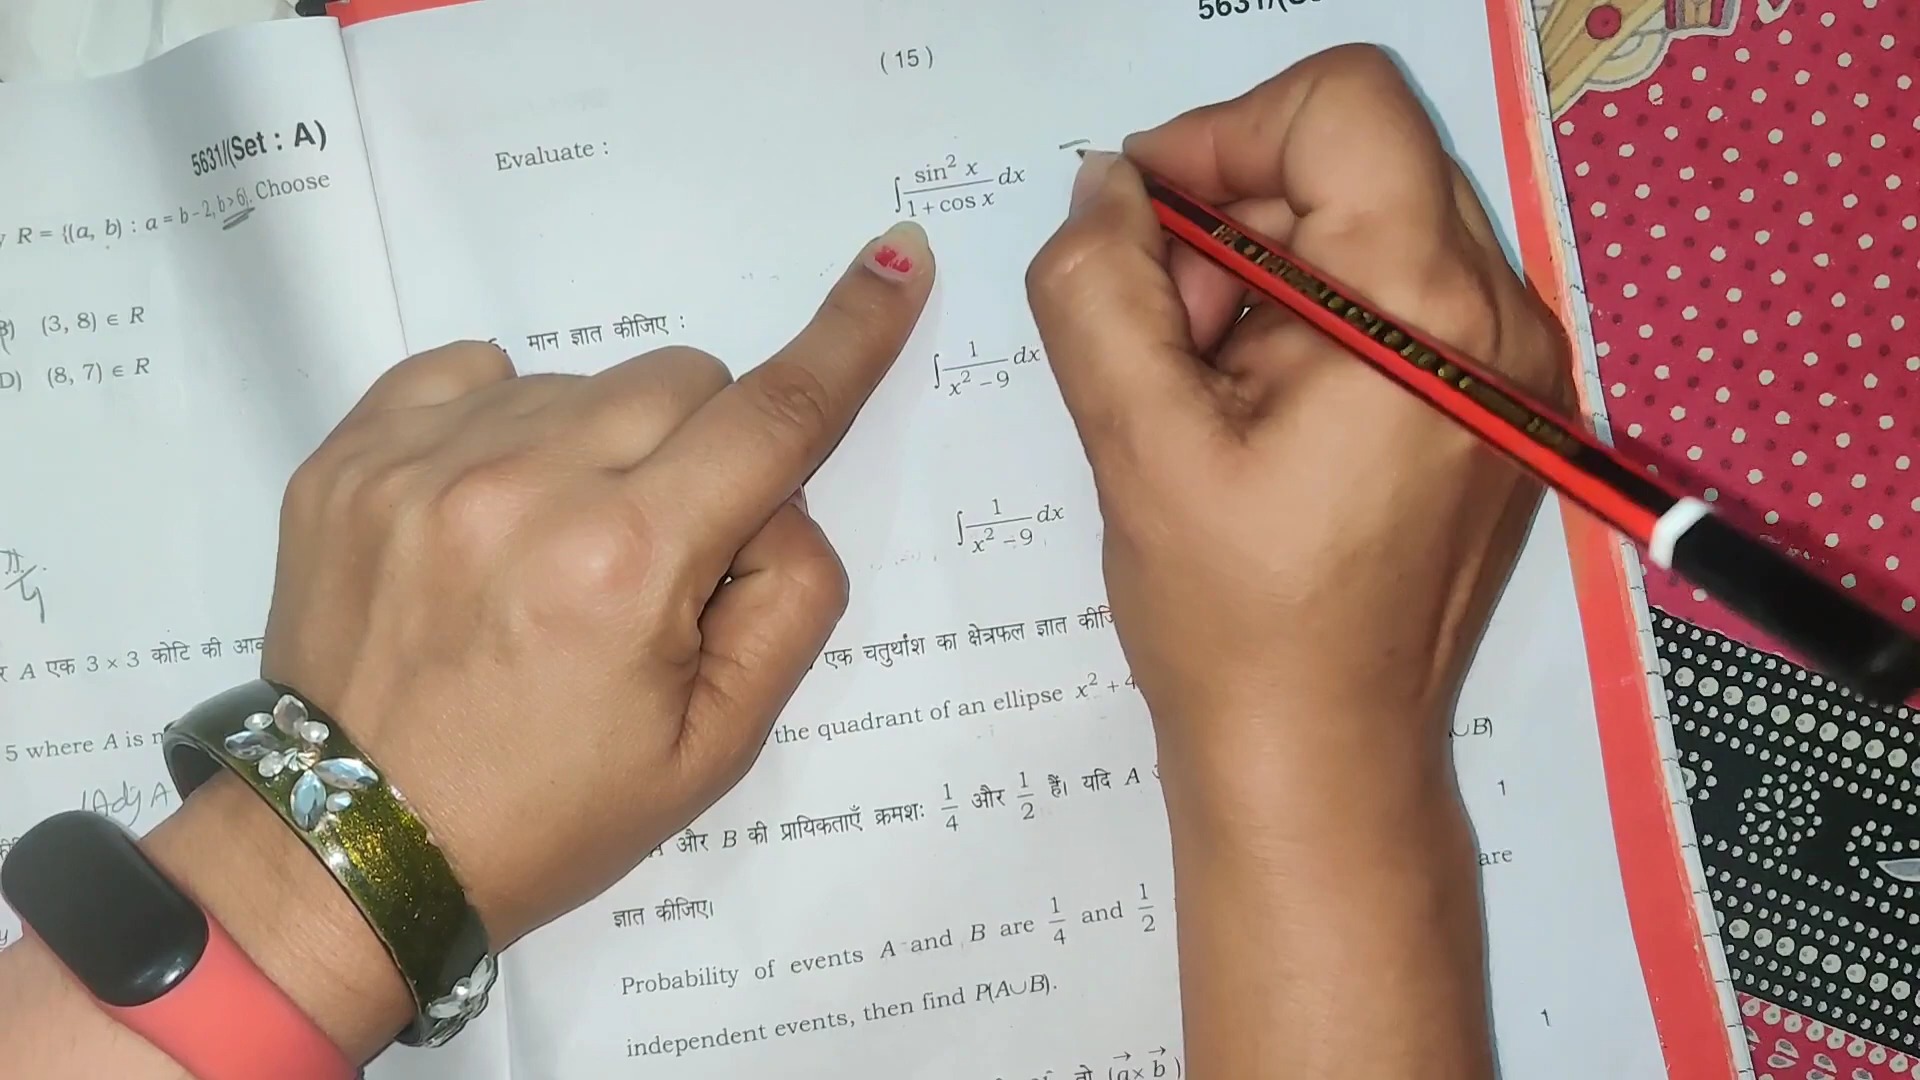 5631/(Set : A)
R = {(a, b) : a = b - 2, b > 6}. Choose
(3, 8) ∈ R
D) (8, 7) ∈ R
π/4
A एक 3 × 3 कोटि की
5 where A is
|Adj A
( 15 )
Evaluate :
∫ sin² x / 1 + cos x dx
मान ज्ञात कीजिए :
∫ 1 / x² − 9 dx
∫ 1 / x² − 9 dx
एक चतुर्थांश का क्षेत्रफल ज्ञात
the quadrant of an ellipse x² + 4
∪B)
और B की प्रायिकताएँ क्रमशः 1/4 और 1/2 हैं। यदि A
1
ज्ञात कीजिए।
Probability of events A and B are 1/4 and 1/2
are
independent events, then find P(A∪B).
1
तो (a⃗ × b⃗)